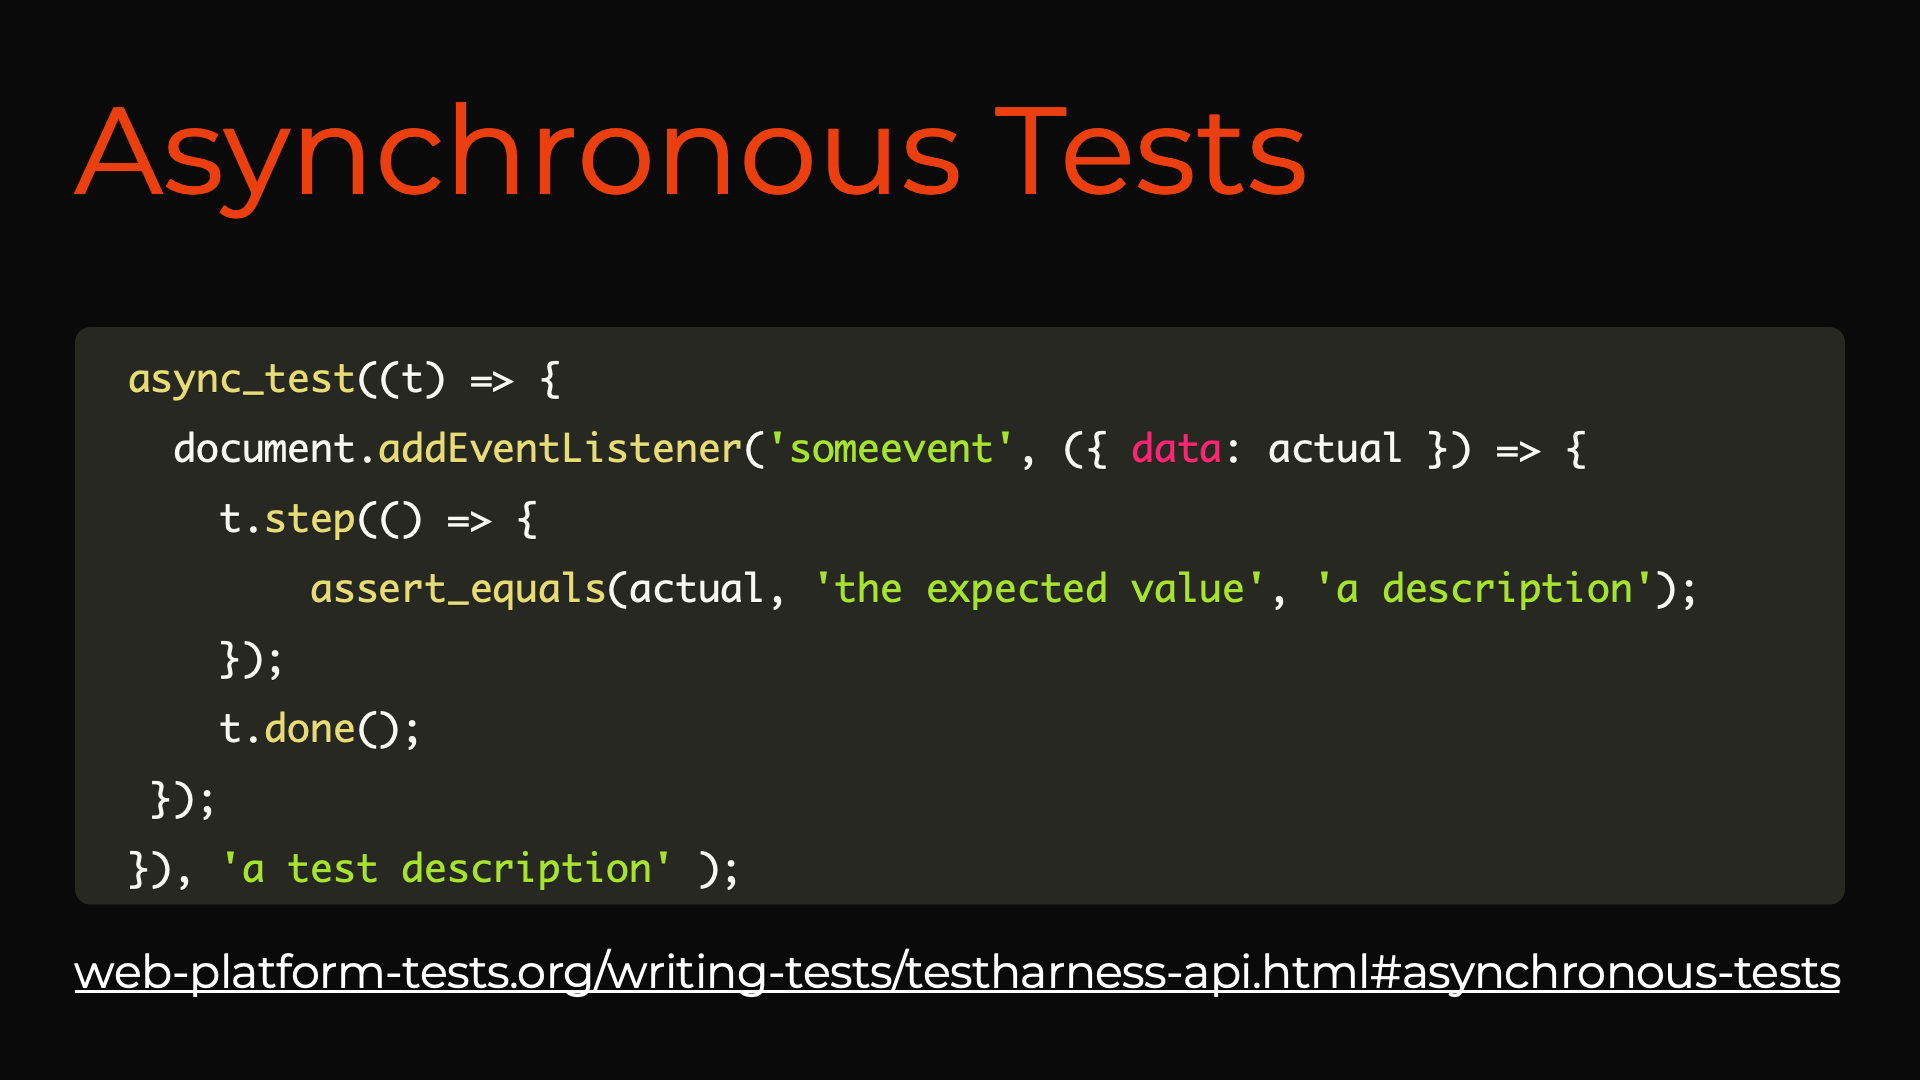 Asynchronous Tests
async_test((t) => {
  document.addEventListener('someevent', ({ data: actual }) => {
    t.step(() => {
        assert_equals(actual, 'the expected value', 'a description');
    });
    t.done();
 });
}), 'a test description' );
web-platform-tests.org/writing-tests/testharness-api.html#asynchronous-tests